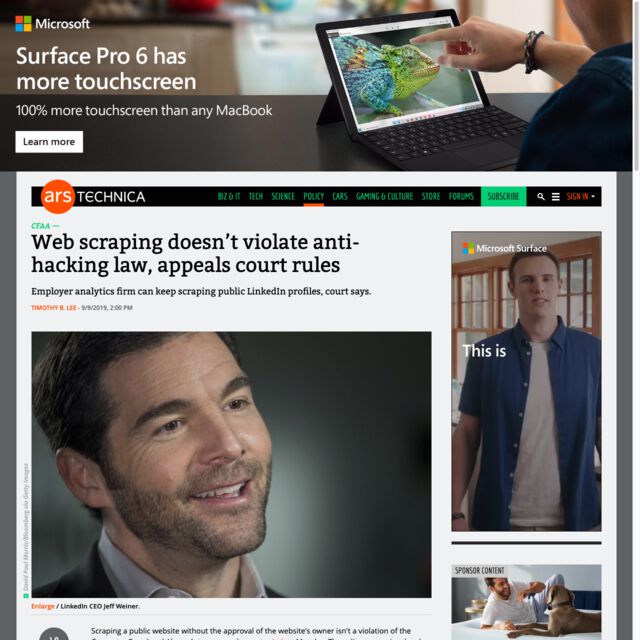 Microsoft
Surface Pro 6 has
more touchscreen
100% more touchscreen than any MacBook
Learn more
ars TECHNICA
BIZ & IT TECH SCIENCE POLICY CARS GAMING & CULTURE STORE FORUMS SUBSCRIBE SIGN IN
CFAA —
Web scraping doesn't violate anti-
hacking law, appeals court rules
Employer analytics firm can keep scraping public LinkedIn profiles, court says.
TIMOTHY B. LEE - 9/9/2019, 2:00 PM
Microsoft Surface
This is
David Paul Morris/Bloomberg via Getty Images
Enlarge / LinkedIn CEO Jeff Weiner.
SPONSOR CONTENT
Scraping a public website without the approval of the website's owner isn't a violation of the